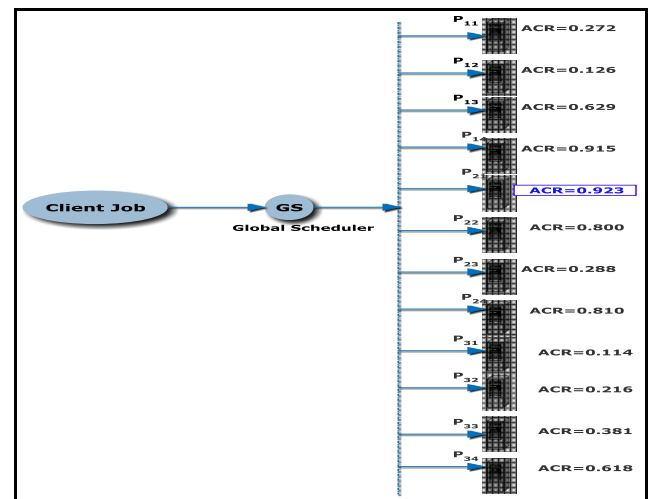 P11 ACR=0.272
P12 ACR=0.126
P13 ACR=0.629
P14 ACR=0.915
P21 ACR=0.923
Client Job GS
Global Scheduler
P22 ACR=0.800
P23 ACR=0.288
P24 ACR=0.810
P31 ACR=0.114
P32 ACR=0.216
P33 ACR=0.381
P34 ACR=0.618